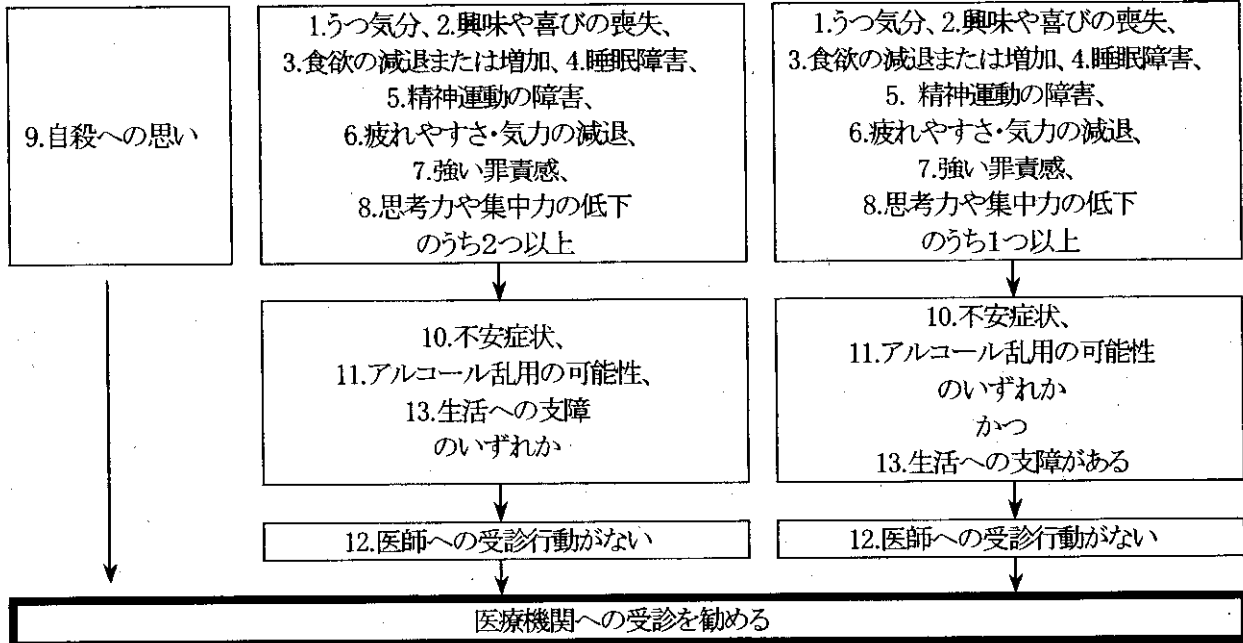 9.自殺への思い
1.うつ気分、2.興味や喜びの喪失、
3.食欲の減退または増加、4.睡眠障害、
5.精神運動の障害、
6.疲れやすさ・気力の減退、
7.強い罪責感、
8.思考力や集中力の低下
のうち2つ以上
1.うつ気分、2.興味や喜びの喪失、
3.食欲の減退または増加、4.睡眠障害、
5. 精神運動の障害、
6.疲れやすさ・気力の減退、
7.強い罪責感、
8.思考力や集中力の低下
のうち1つ以上
10.不安症状、
11.アルコール乱用の可能性、
13.生活への支障
のいずれか
10.不安症状、
11.アルコール乱用の可能性
のいずれか
かつ
13.生活への支障がある
12.医師への受診行動がない
12.医師への受診行動がない
医療機関への受診を勧める